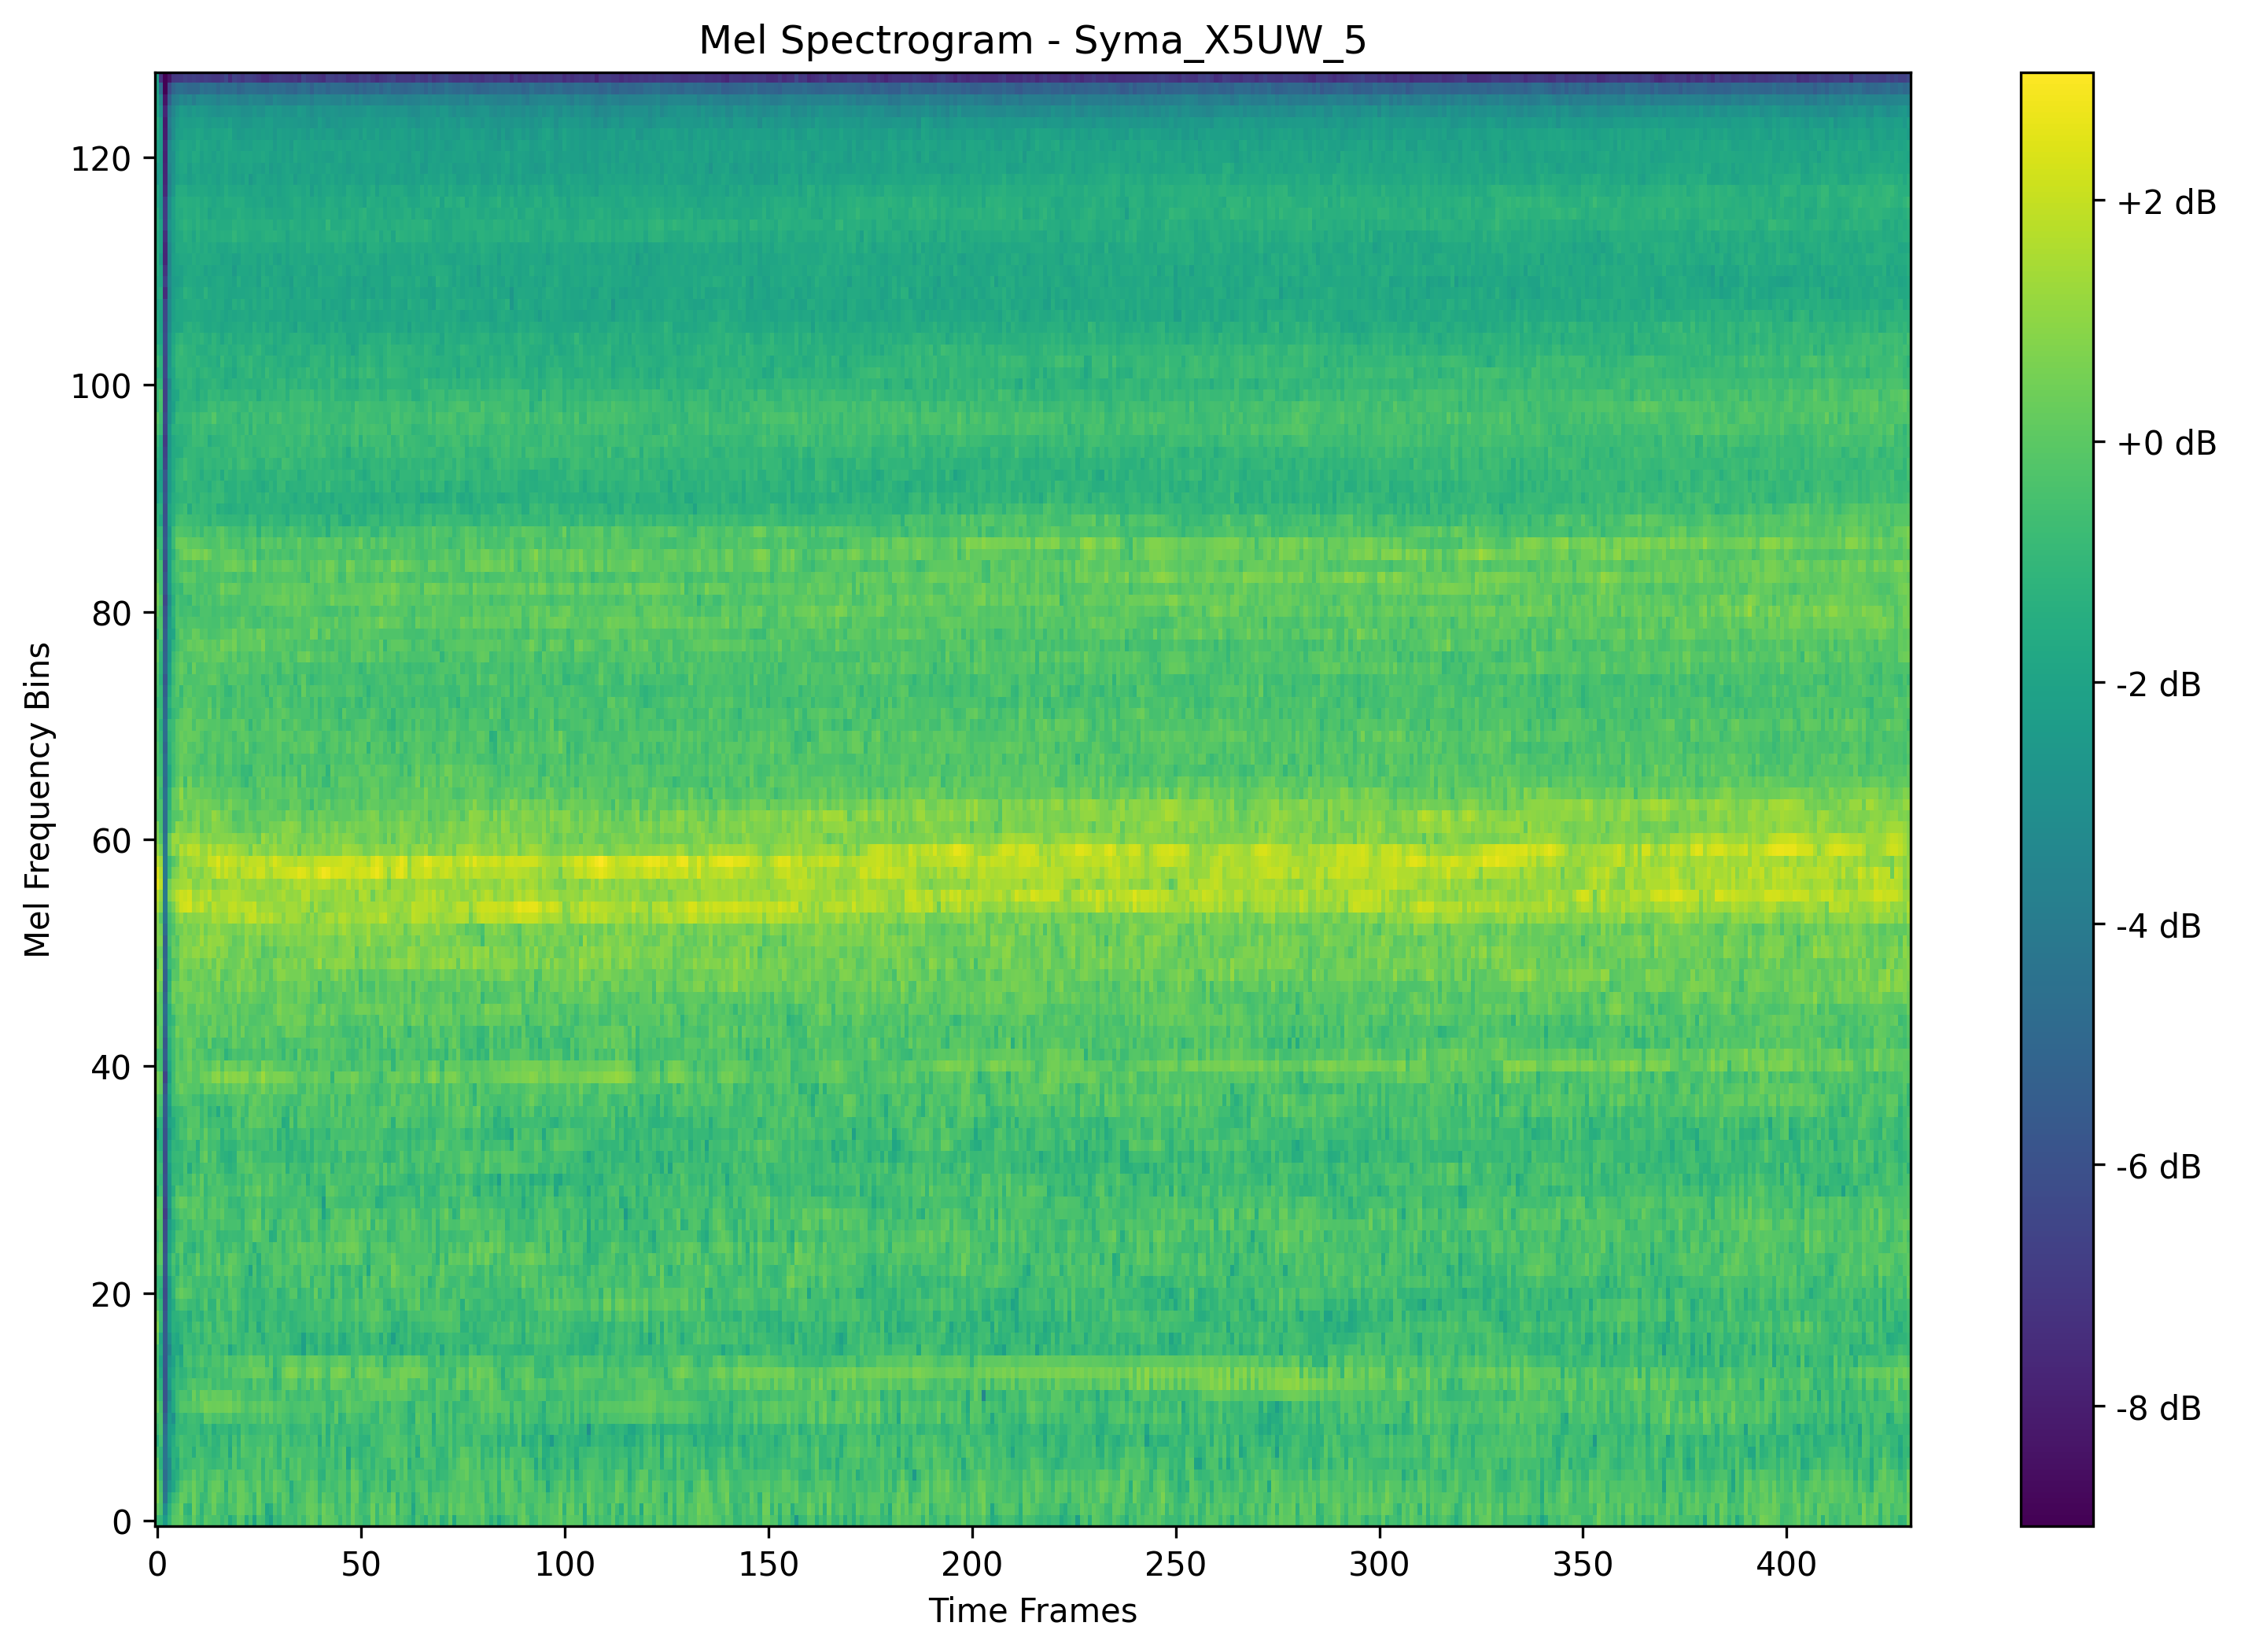 Mel Spectrogram - Syma_X5UW_5
Mel Frequency Bins
120
100
80
60
40
20
0
0 50 100 150 200 250 300 350 400
Time Frames
+2 dB
+0 dB
-2 dB
-4 dB
-6 dB
-8 dB